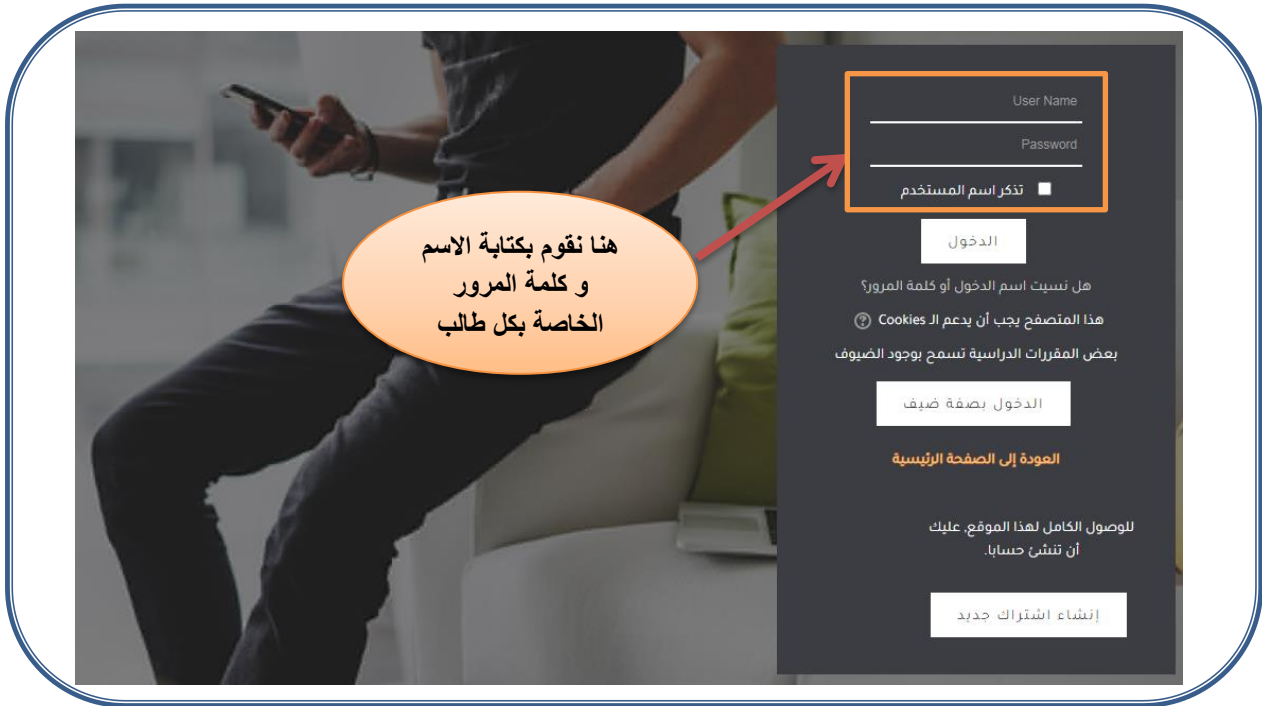 هنا نقوم بكتابة الاسم
و كلمة المرور
الخاصة بكل طالب
User Name
Password
تذكر اسم المستخدم
الدخول
هل نسيت اسم الدخول أو كلمة المرور؟
هذا المتصفح يجب أن يدعم الـ Cookies ?
بعض المقررات الدراسية تسمح بوجود الضيوف
الدخول بصفة ضيف
العودة إلى الصفحة الرئيسية
للوصول الكامل لهذا الموقع, عليك
أن تنشئ حسابا.
إنشاء اشتراك جديد